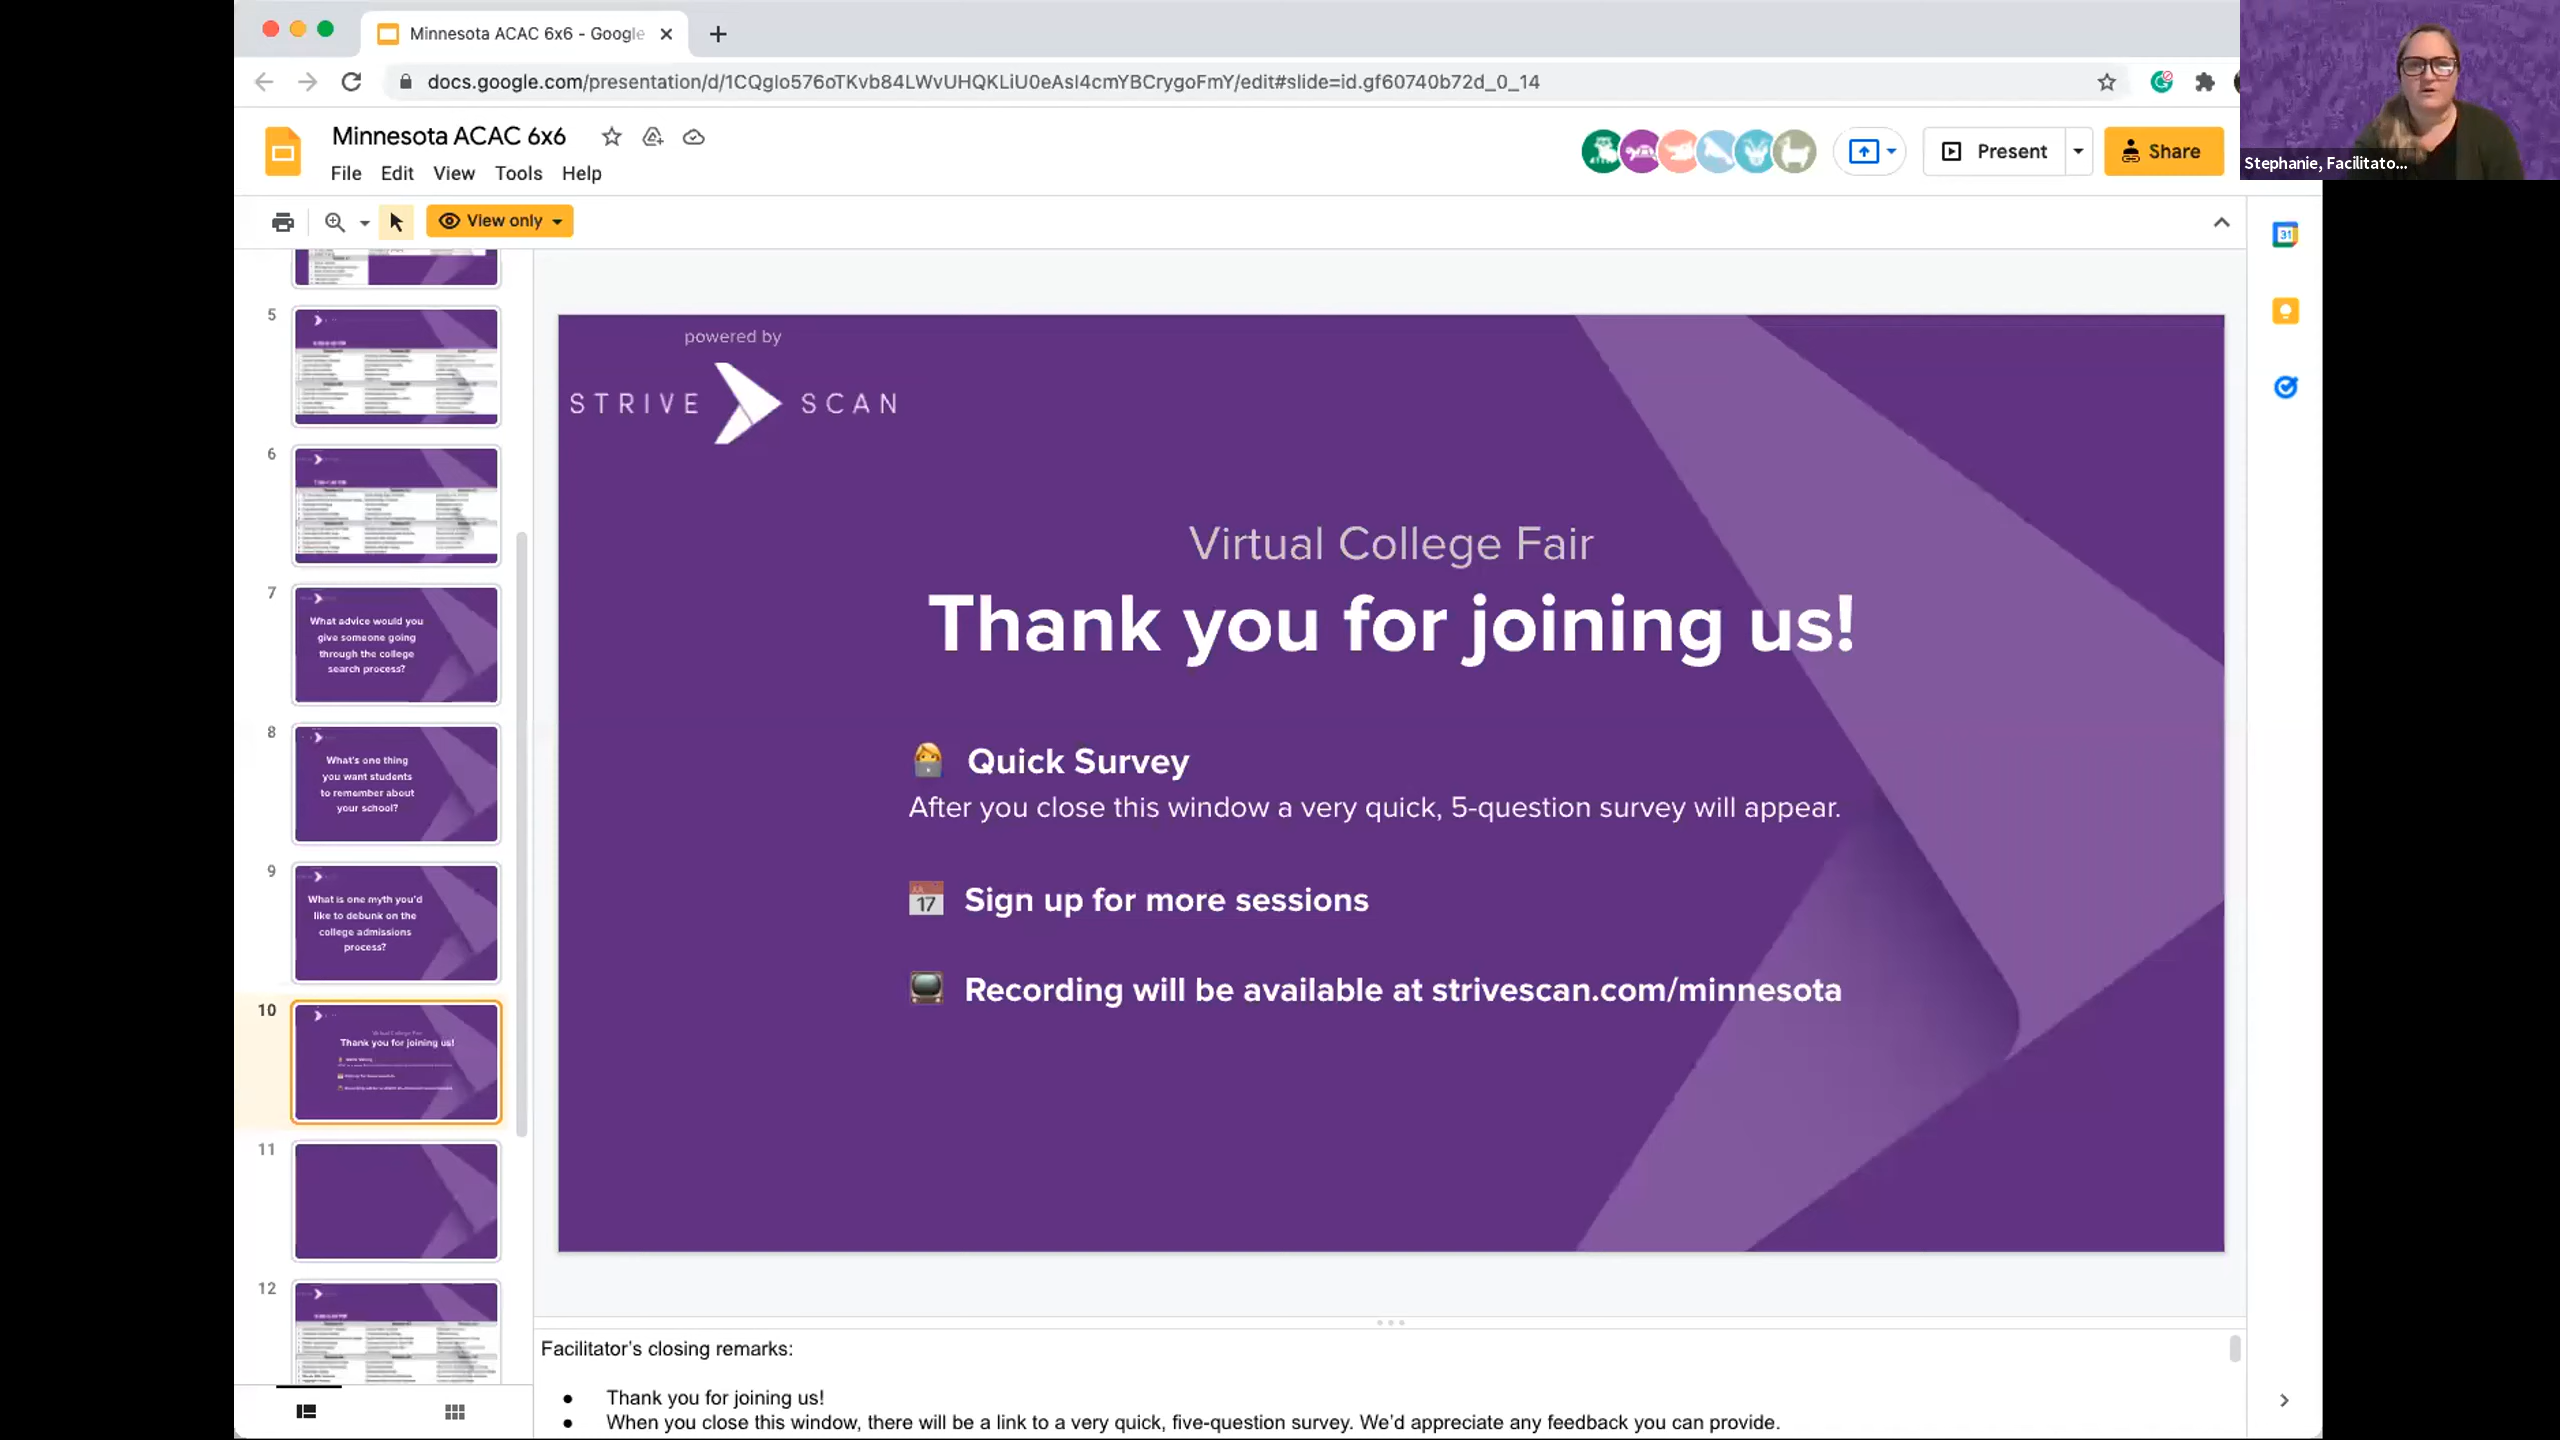 Minnesota ACAC 6x6 - Google
docs.google.com/presentation/d/1CQglo576oTKvb84LWvUHQKLiU0eAsI4cmYBCrygoFmY/edit#slide=id.gf60740b72d_0_14
Minnesota ACAC 6x6
File Edit View Tools Help
Present
Share
Stephanie, Facilitato...
View only
31
5
6
7
What advice would you
give someone going
through the college
search process?
8
What's one thing
you want students
to remember about
your school?
9
What is one myth you'd
like to debunk on the
college admissions
process?
10
Virtual College Fair
Thank you for joining us!
11
12
powered by
STRIVE SCAN
Virtual College Fair
Thank you for joining us!
Quick Survey
After you close this window a very quick, 5-question survey will appear.
17
Sign up for more sessions
Recording will be available at strivescan.com/minnesota
Facilitator's closing remarks:
● Thank you for joining us!
● When you close this window, there will be a link to a very quick, five-question survey. We'd appreciate any feedback you can provide.